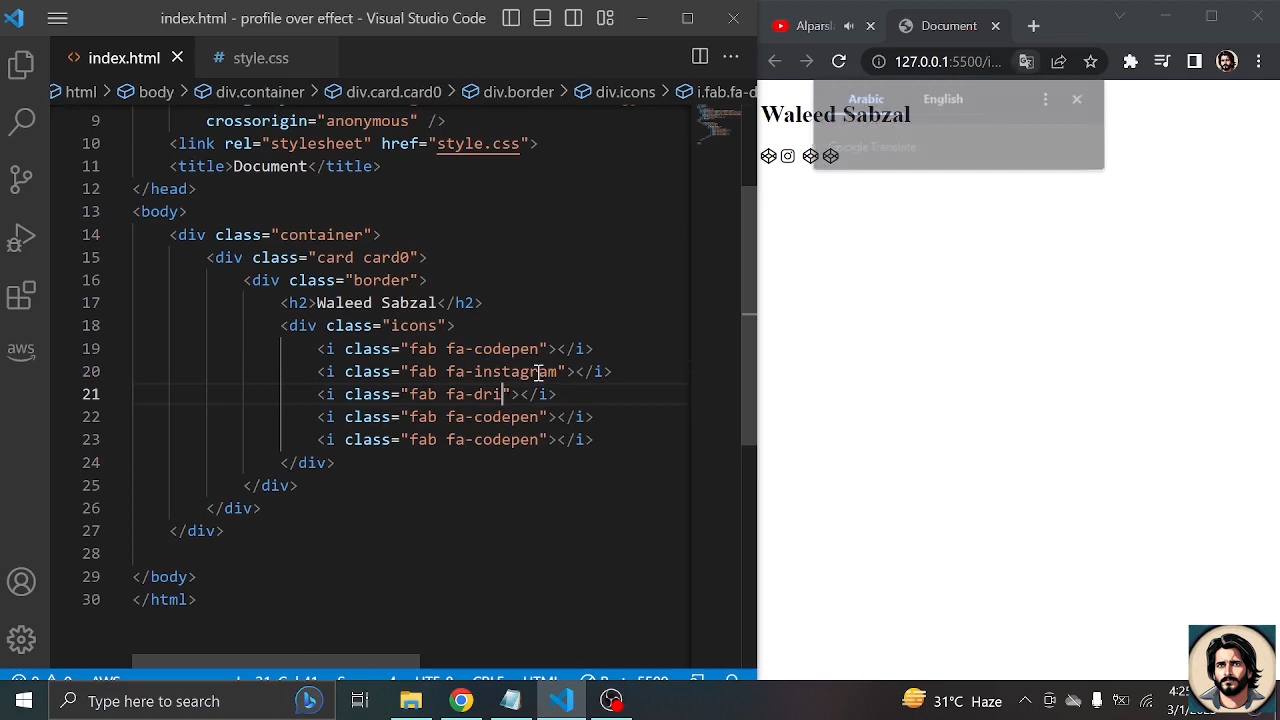 index.html - profile over effect - Visual Studio Code
index.html
# style.css
html > body > div.container > div.card.card0 > div.border > div.icons > i.fab.fa-d
9 crossorigin="anonymous" />
10 <link rel="stylesheet" href="style.css">
11 <title>Document</title>
12 </head>
13 <body>
14 <div class="container">
15 <div class="card card0">
16 <div class="border">
17 <h2>Waleed Sabzal</h2>
18 <div class="icons">
19 <i class="fab fa-codepen"></i>
20 <i class="fab fa-instagram"></i>
21 <i class="fab fa-dri"></i>
22 <i class="fab fa-codepen"></i>
23 <i class="fab fa-codepen"></i>
24 </div>
25 </div>
26 </div>
27 </div>
28
29 </body>
30 </html>
aws
Alpars
Document
127.0.0.1:5500/i...
Arabic English
Waleed Sabzal
Google Translate
Type here to search
31°C Haze